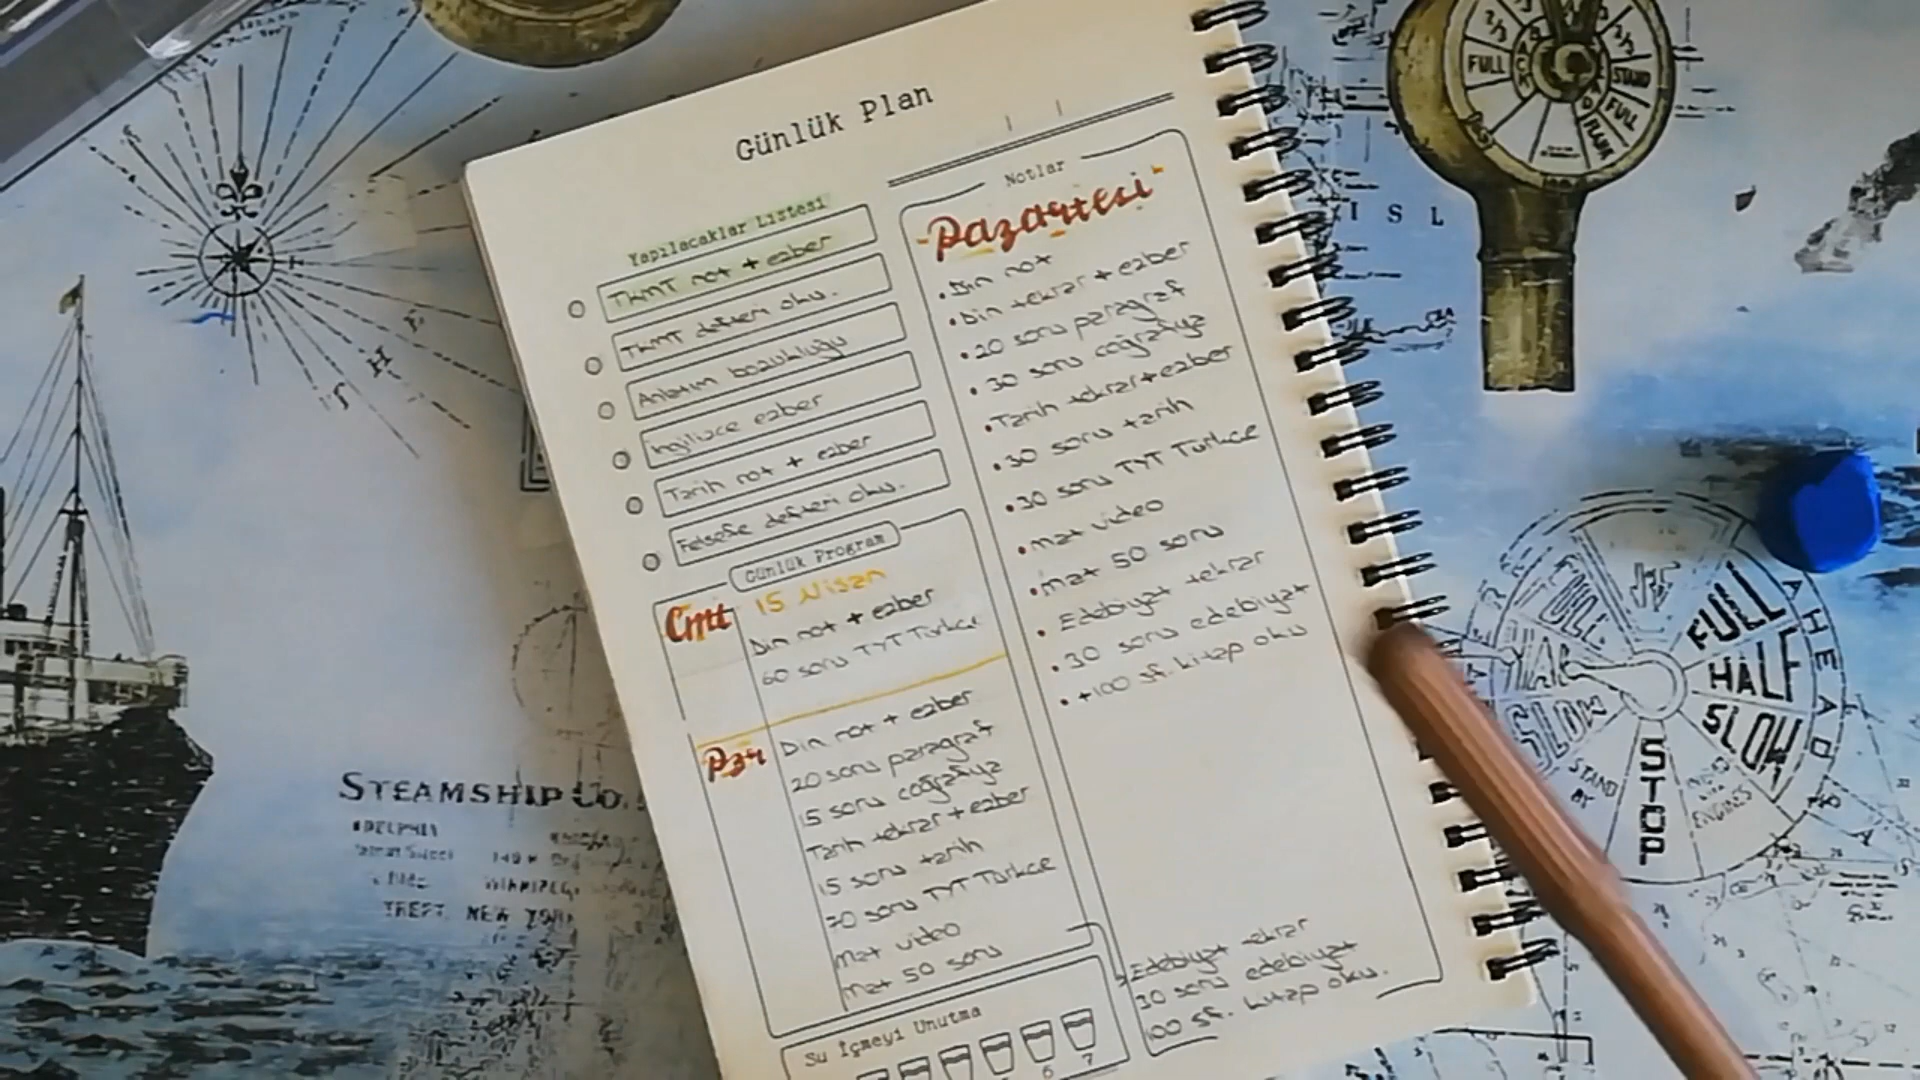 Günlük Plan
Yapılacaklar Listesi
TKMT not + ezber
TKMT defteri oku.
Anlatım bozukluğu
İngilizce ezber
Tarih not + ezber
Felsefe defteri oku.
Günlük Program
Cmt
15 Nisan
Din not + ezber
60 soru TYT Türkçe
Pzr
Din not + ezber
20 soru paragraf
15 soru coğrafya
Tarih tekrar + ezber
15 soru tarih
70 soru TYT Türkçe
Mat video
Mat 50 soru
Edebiyat tekrar
30 soru edebiyat
100 sf. kitap oku.
Su İçmeyi Unutma
6 7
Notlar
Pazartesi
• Din not
• Din tekrar + ezber
• 20 soru paragraf
• 30 soru coğrafya
• Tarih tekrar + ezber
• 30 soru tarih
• 30 soru TYT Türkçe
• mat video
• mat 50 soru
• Edebiyat tekrar
• 30 soru edebiyat
• +100 sf. kitap oku
STEAMSHIP Co.
WINNIPEG,
NEW YORK
FULL
STAND
FULL
I S L
FULL
HALF
SLOW
STOP
SLOW
STAND
BY
ENGINES
AHEAD